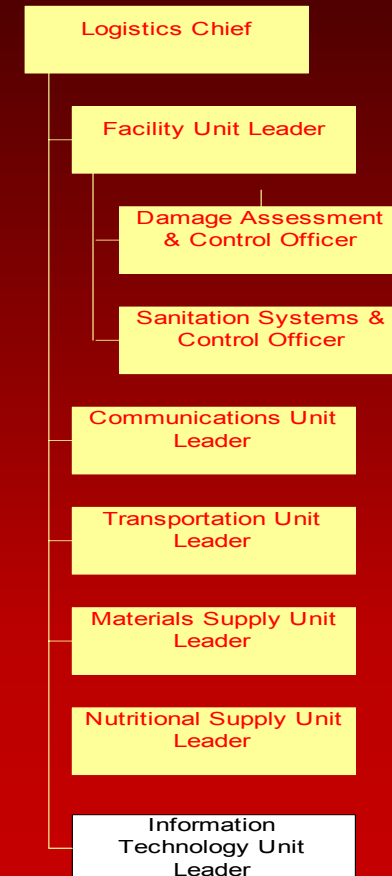 Logistics Chief
Facility Unit Leader
Damage Assessment
& Control Officer
Sanitation Systems &
Control Officer
Communications Unit
Leader
Transportation Unit
Leader
Materials Supply Unit
Leader
Nutritional Supply Unit
Leader
Information
Technology Unit
Leader